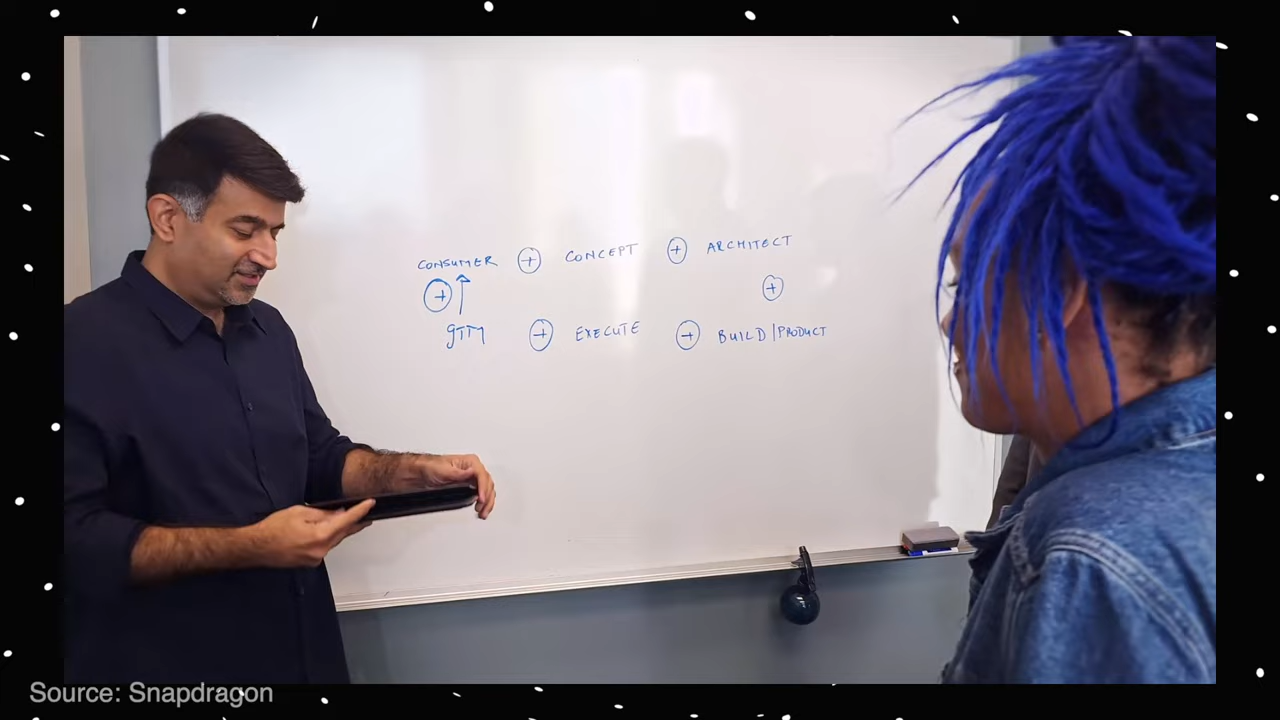 CONSUMER + CONCEPT + ARCHITECT
+ ↑ +
gTM + EXECUTE + BUILD/PRODUCT
Source: Snapdragon